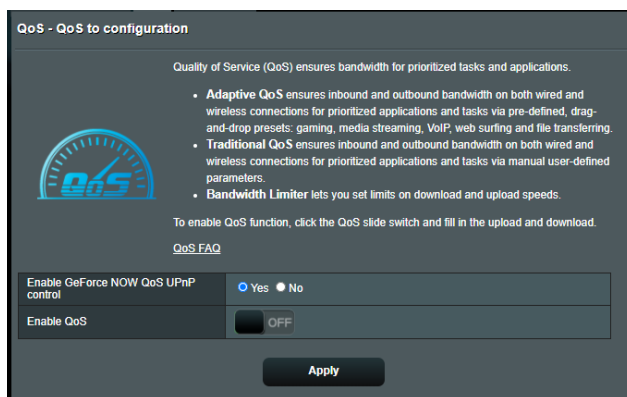 QoS - QoS to configuration
Quality of Service (QoS) ensures bandwidth for prioritized tasks and applications.
• Adaptive QoS ensures inbound and outbound bandwidth on both wired and
wireless connections for prioritized applications and tasks via pre-defined, drag-
and-drop presets: gaming, media streaming, VoIP, web surfing and file transferring.
• Traditional QoS ensures inbound and outbound bandwidth on both wired and
wireless connections for prioritized applications and tasks via manual user-defined
parameters.
• Bandwidth Limiter lets you set limits on download and upload speeds.
To enable QoS function, click the QoS slide switch and fill in the upload and download.
QoS FAQ
QoS
Enable GeForce NOW QoS UPnP
control
Yes No
Enable QoS
OFF
Apply